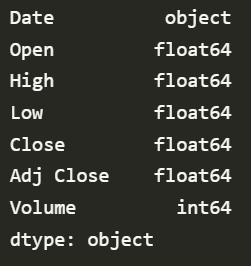 Date object
Open float64
High float64
Low float64
Close float64
Adj Close float64
Volume int64
dtype: object